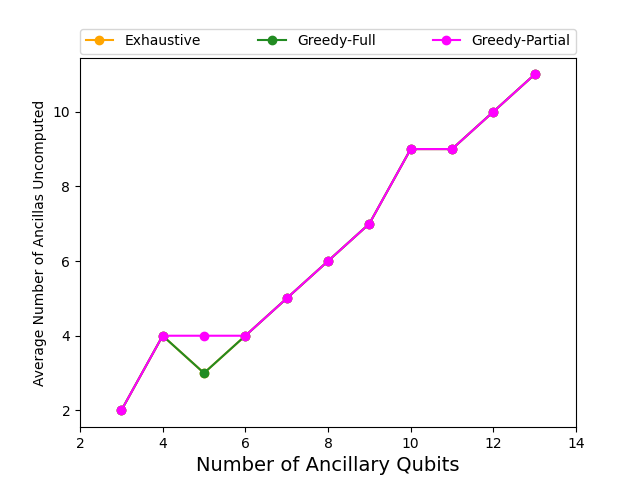 Exhaustive Greedy-Full Greedy-Partial
Average Number of Ancillas Uncomputed
10
8
6
4
2
2 4 6 8 10 12 14
Number of Ancillary Qubits